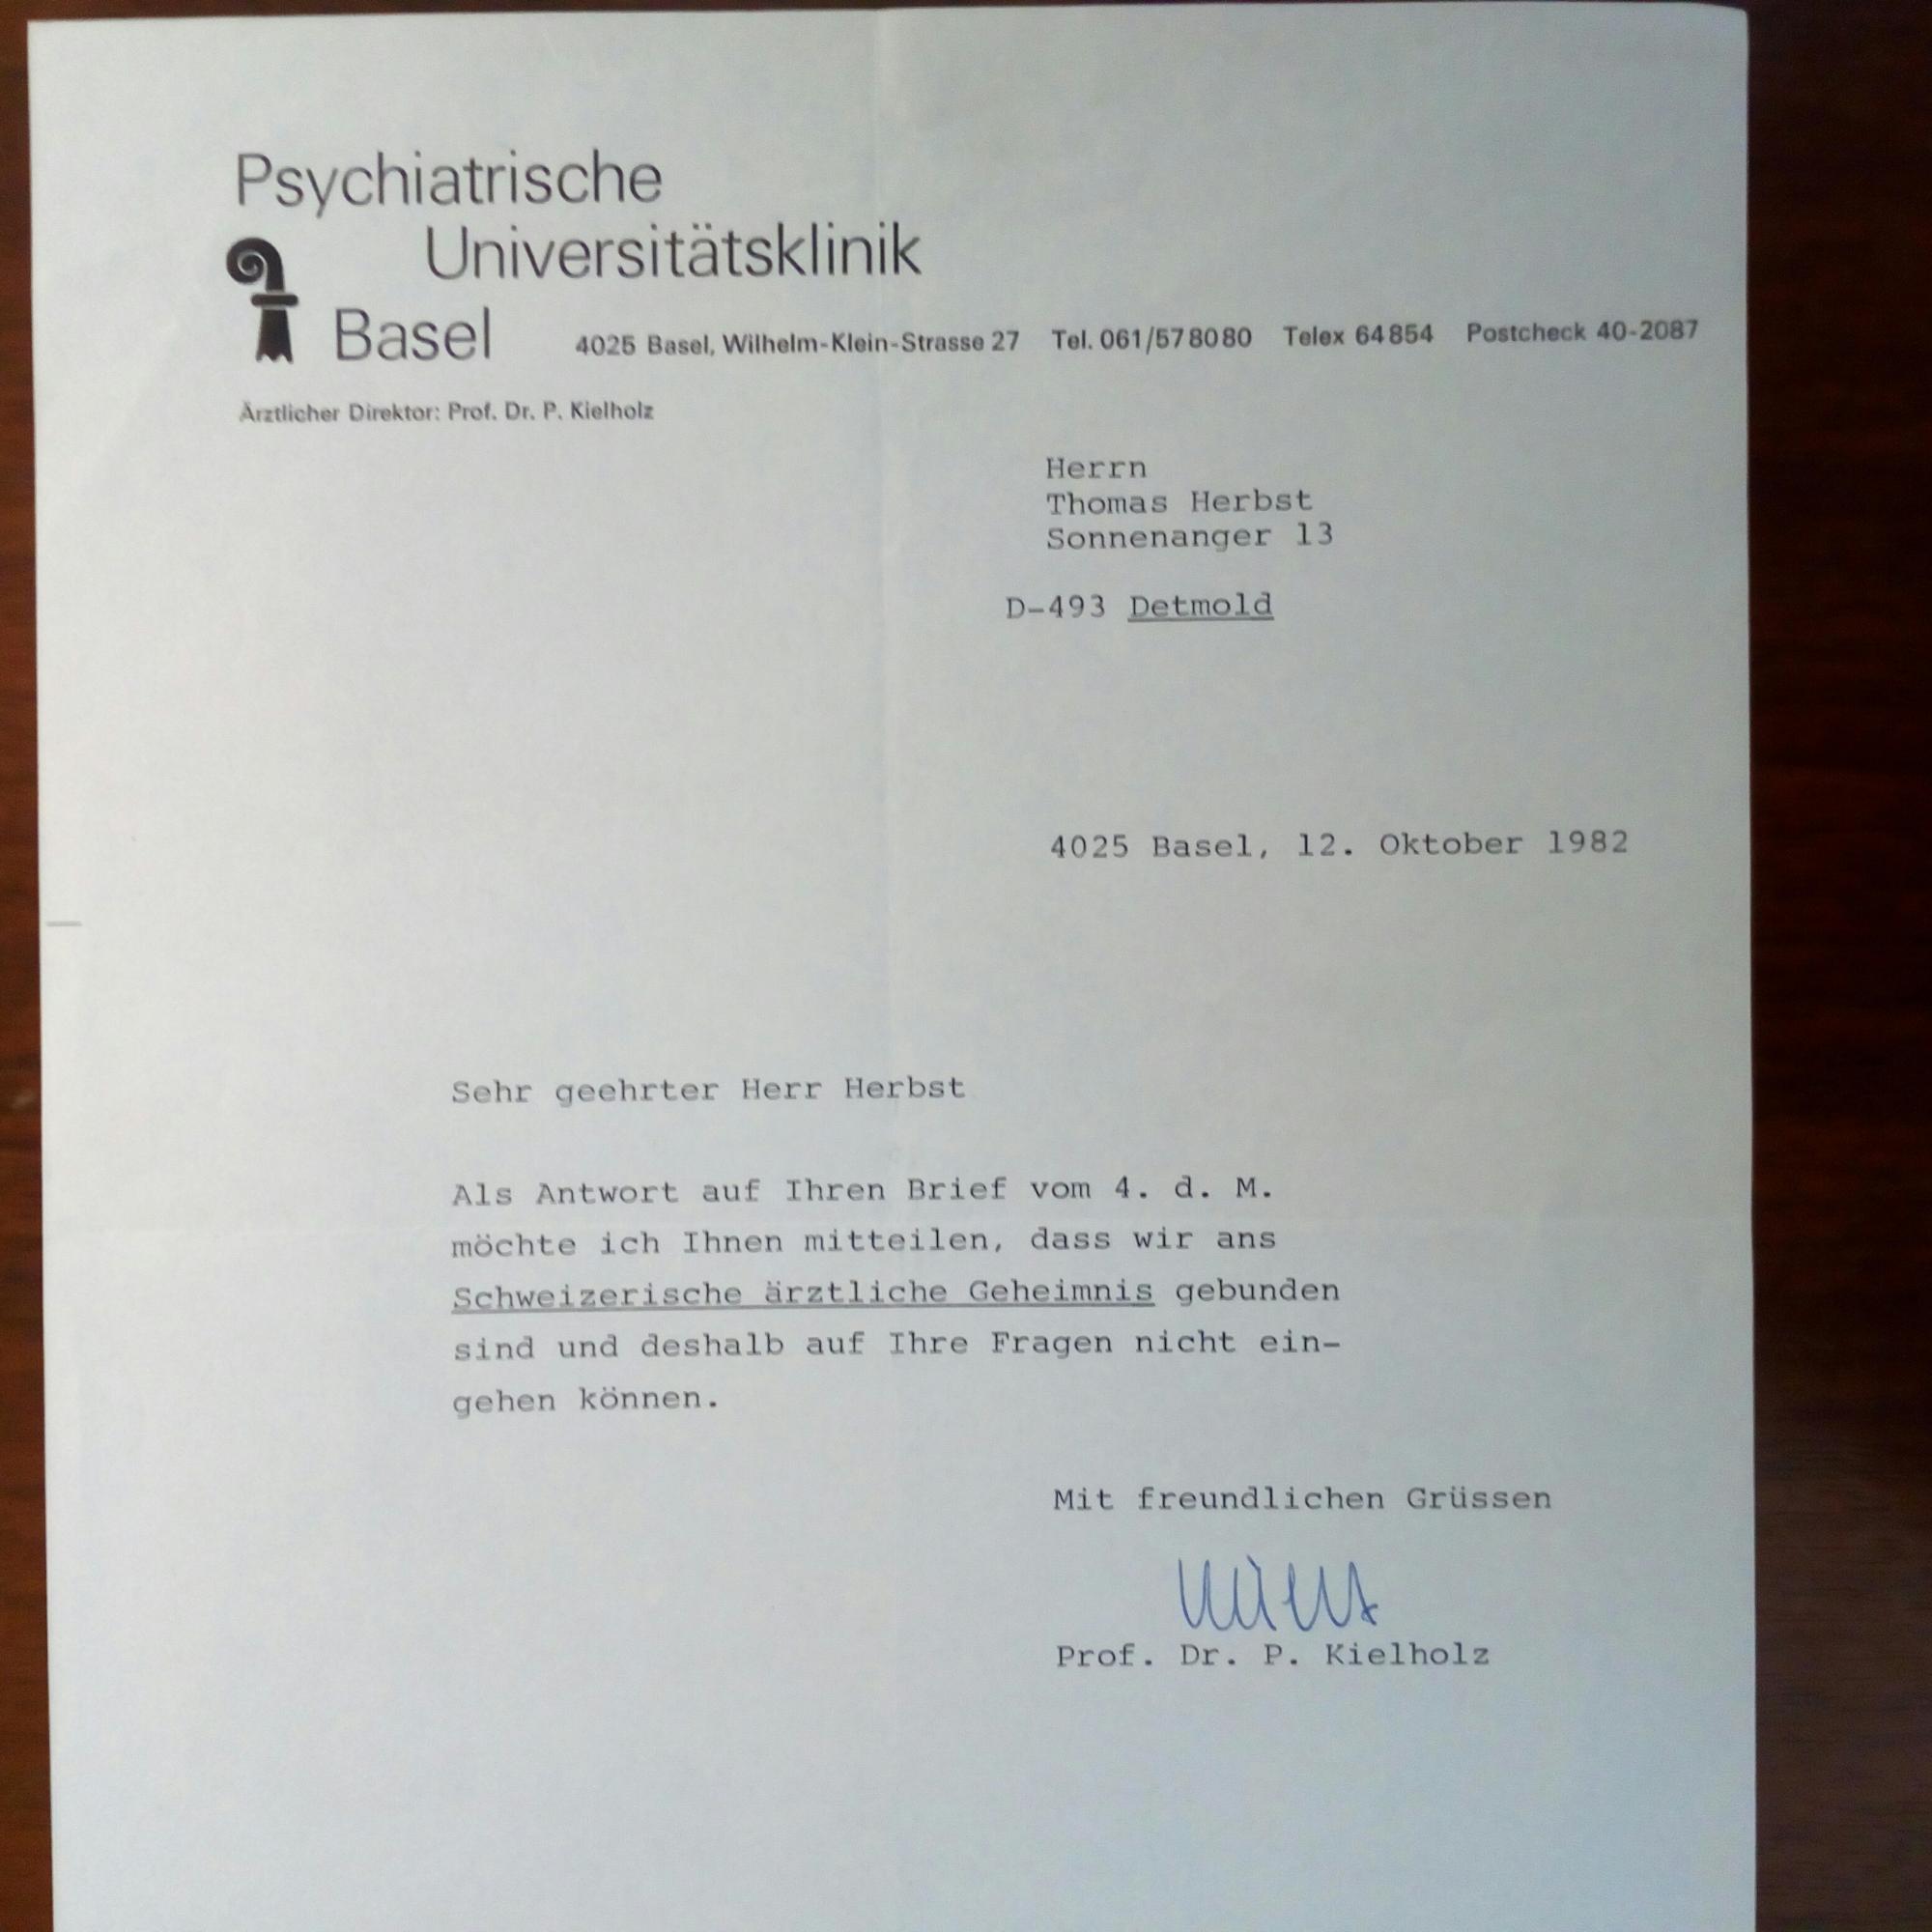 Psychiatrische
Universitätsklinik
Basel 4025 Basel, Wilhelm-Klein-Strasse 27 Tel. 061/57 80 80 Telex 64 854 Postcheck 40-2087
Ärztlicher Direktor: Prof. Dr. P. Kielholz
Herrn
Thomas Herbst
Sonnenanger 13
D-493 Detmold
4025 Basel, 12. Oktober 1982
Sehr geehrter Herr Herbst
Als Antwort auf Ihren Brief vom 4. d. M.
möchte ich Ihnen mitteilen, dass wir ans
Schweizerische ärztliche Geheimnis gebunden
sind und deshalb auf Ihre Fragen nicht ein-
gehen können.
Mit freundlichen Grüssen
Prof. Dr. P. Kielholz